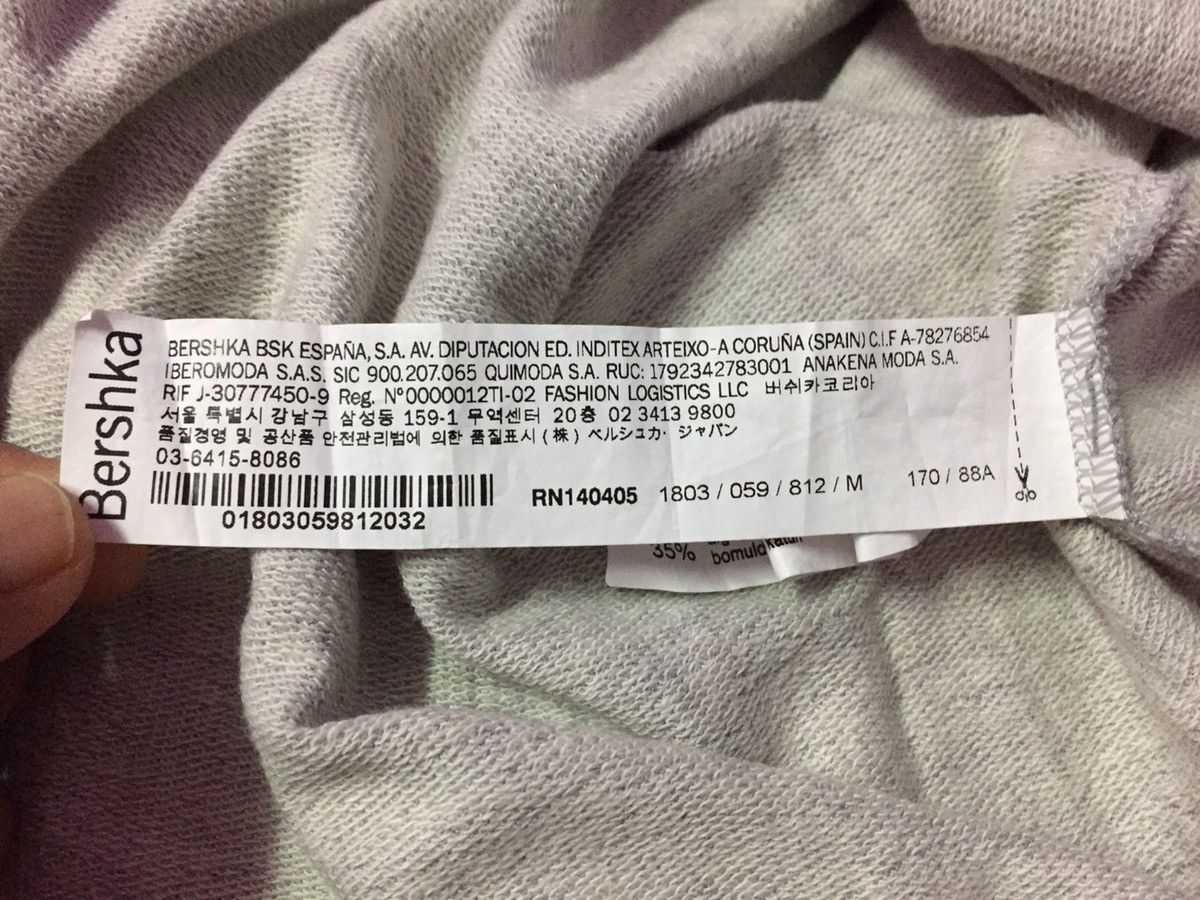 Bershka
BERSHKA BSK ESPAÑA, S.A. AV. DIPUTACION ED. INDITEX ARTEIXO-A CORUÑA (SPAIN) C.I.F A-78276854
IBEROMODA S.A.S. SIC 900.207.065 QUIMODA S.A. RUC: 1792342783001 ANAKENA MODA S.A.
RIF J-30777450-9 Reg. Nº0000012TI-02 FASHION LOGISTICS LLC 버쉬카코리아
서울 특별시 강남구 삼성동 159-1 무역센터 20층 02 3413 9800
품질경영 및 공산품 안전관리법에 의한 품질표시 (株) ベルシュカ・ジャパン
03-6415-8086
01803059812032
RN140405 1803 / 059 / 812 / M 170 / 88A
35% bomuldKatun